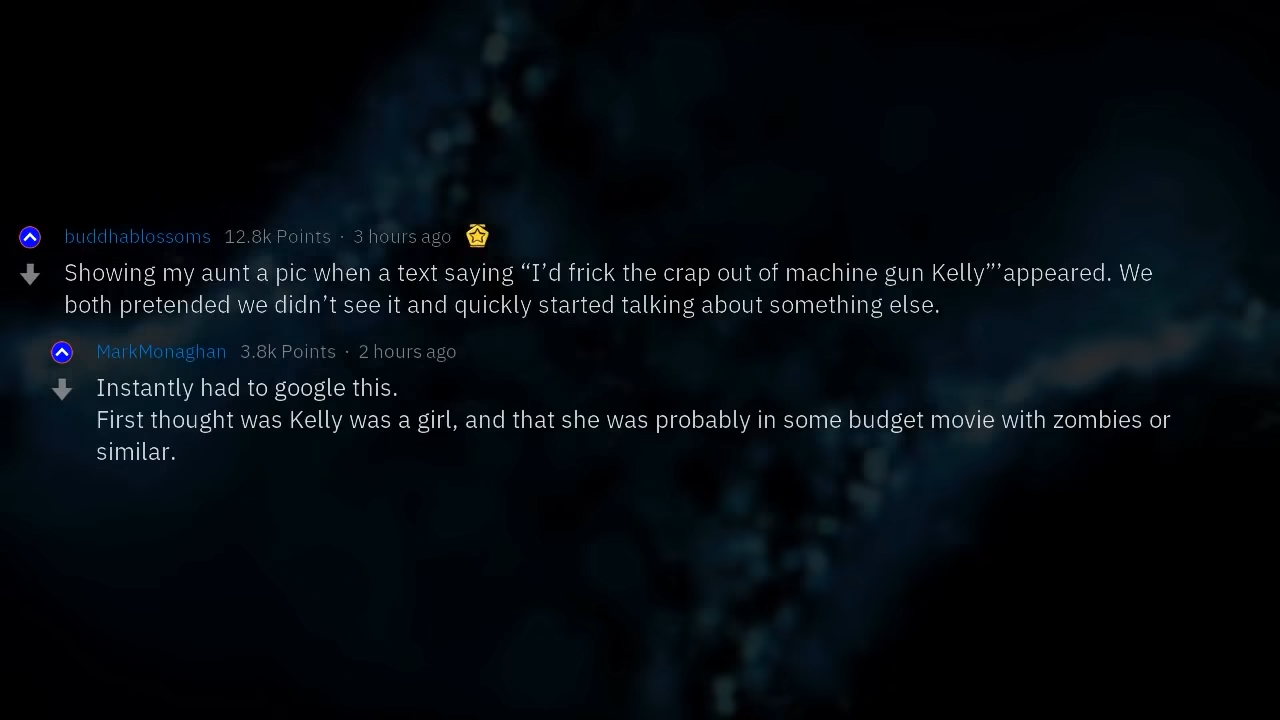 buddhablossoms 12.8k Points · 3 hours ago
Showing my aunt a pic when a text saying “I’d frick the crap out of machine gun Kelly”’appeared. We
both pretended we didn’t see it and quickly started talking about something else.
MarkMonaghan 3.8k Points · 2 hours ago
Instantly had to google this.
First thought was Kelly was a girl, and that she was probably in some budget movie with zombies or
similar.